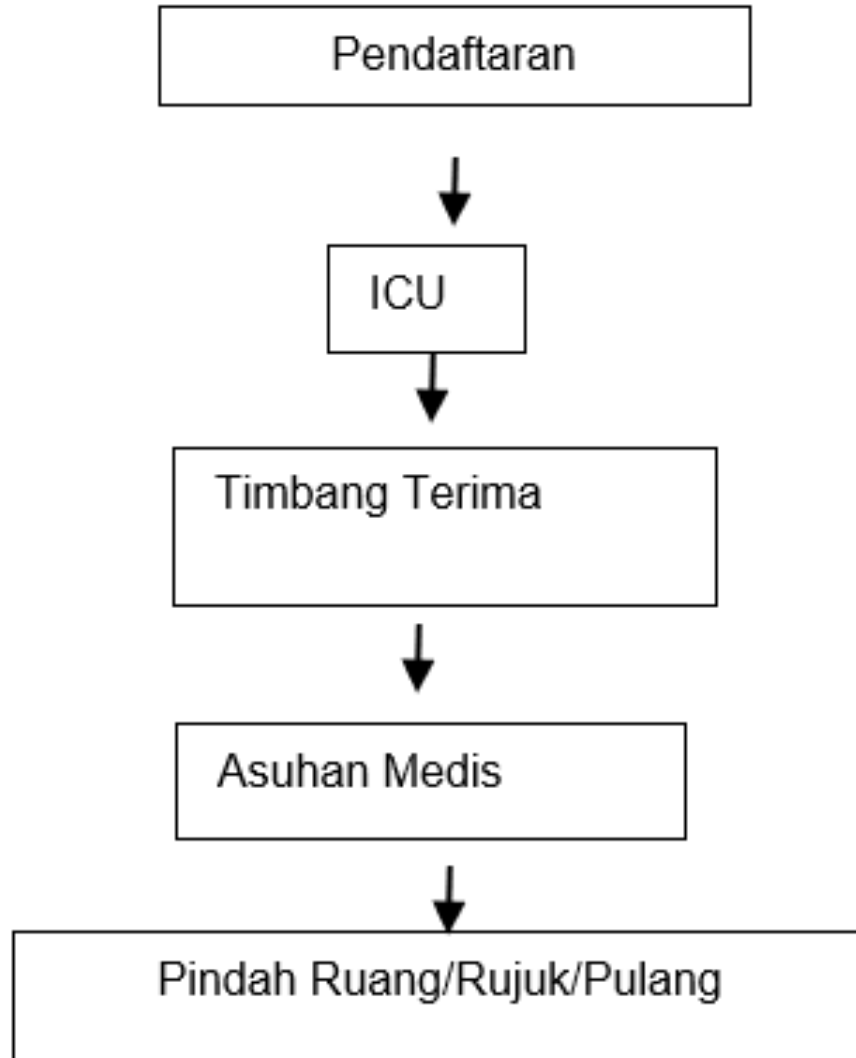 Pendaftaran
ICU
Timbang Terima
Asuhan Medis
Pindah Ruang/Rujuk/Pulang